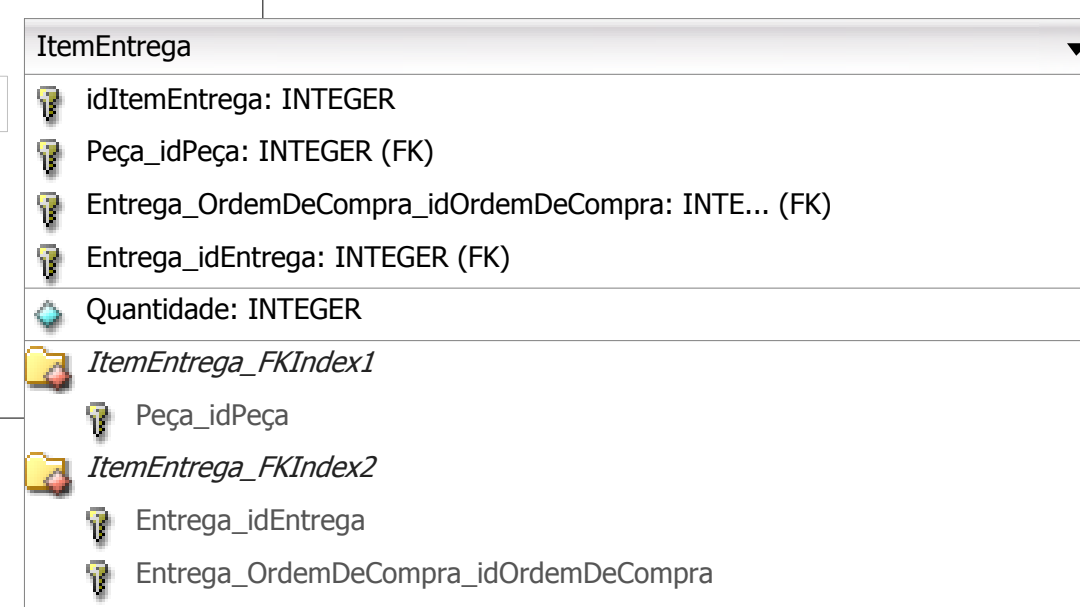 ItemEntrega
idItemEntrega: INTEGER
Peça_idPeça: INTEGER (FK)
Entrega_OrdemDeCompra_idOrdemDeCompra: INTE... (FK)
Entrega_idEntrega: INTEGER (FK)
Quantidade: INTEGER
ItemEntrega_FKIndex1
Peça_idPeça
ItemEntrega_FKIndex2
Entrega_idEntrega
Entrega_OrdemDeCompra_idOrdemDeCompra